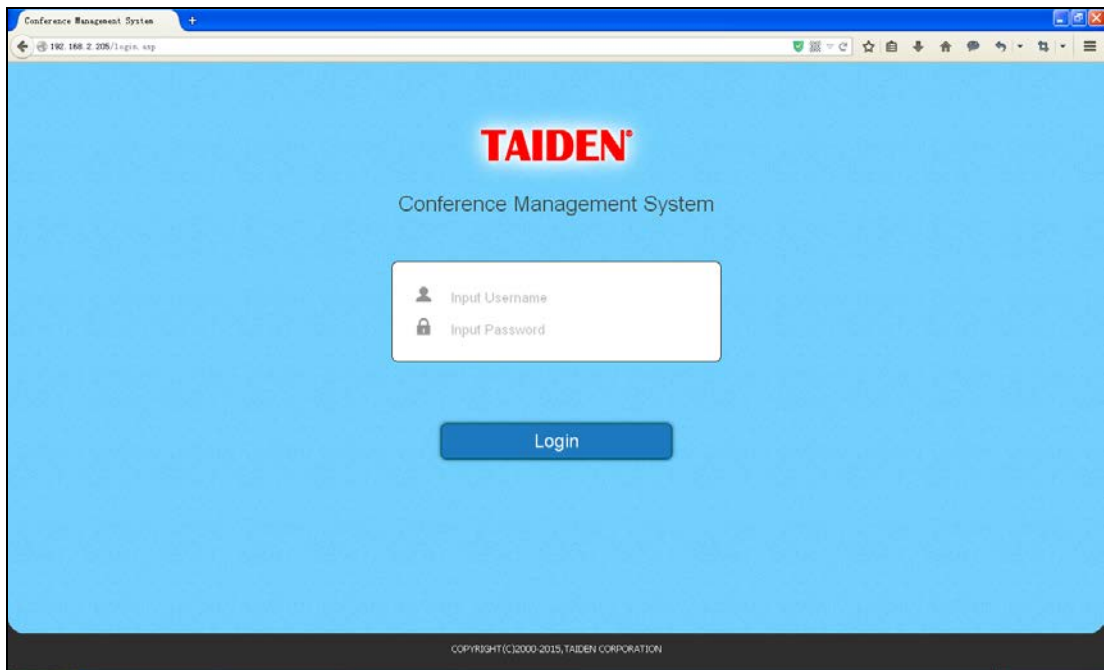 Conference Management System
+
192.168.2.205/login.asp
TAIDEN®
Conference Management System
Input Username
Input Password
Login
COPYRIGHT(C)2000-2015,TAIDEN CORPORATION